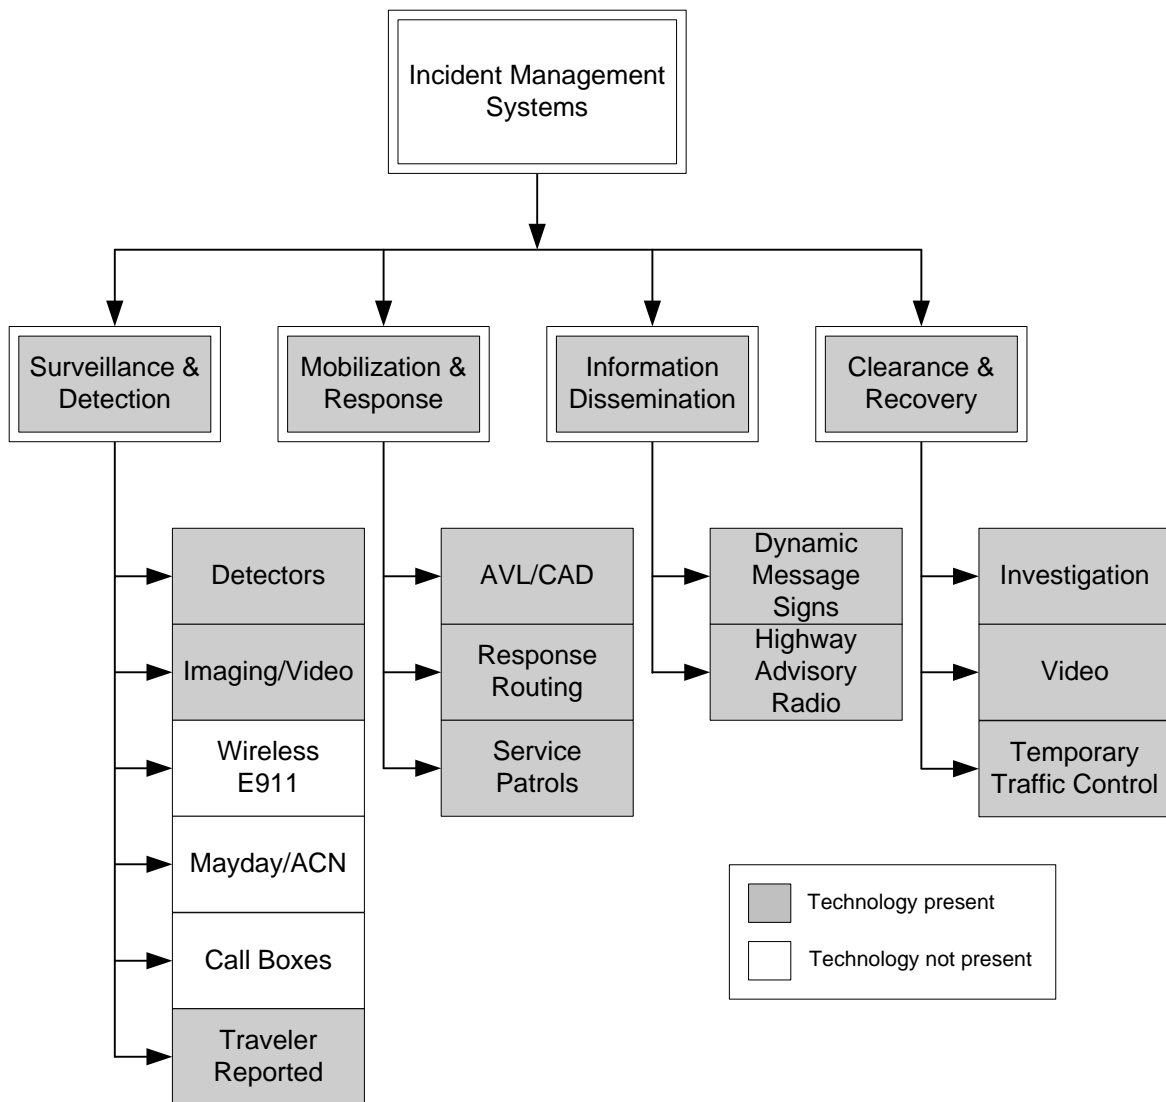 Incident Management
Systems
Surveillance &
Detection
Mobilization &
Response
Information
Dissemination
Clearance &
Recovery
Detectors
Imaging/Video
Wireless
E911
Mayday/ACN
Call Boxes
Traveler
Reported
AVL/CAD
Response
Routing
Service
Patrols
Dynamic
Message
Signs
Highway
Advisory
Radio
Investigation
Video
Temporary
Traffic Control
Technology present
Technology not present